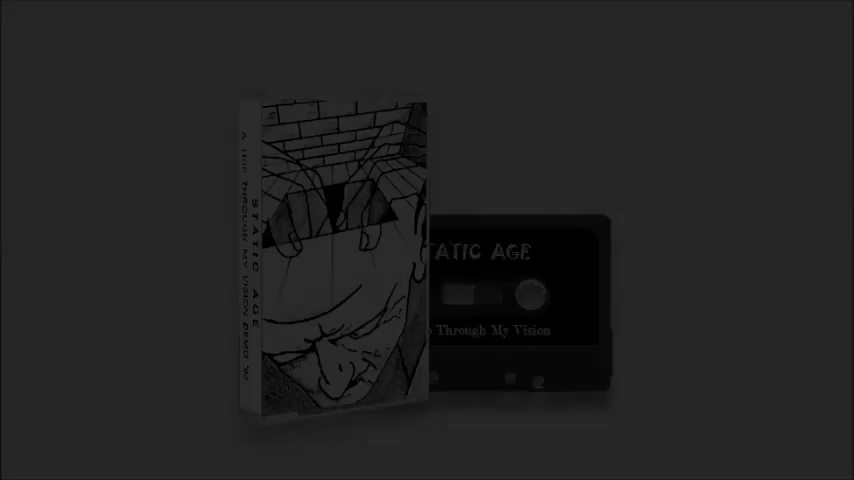 STATIC AGE
A TRIP THROUGH MY VISION DEMO '92
TATIC AGE
p Through My Vision